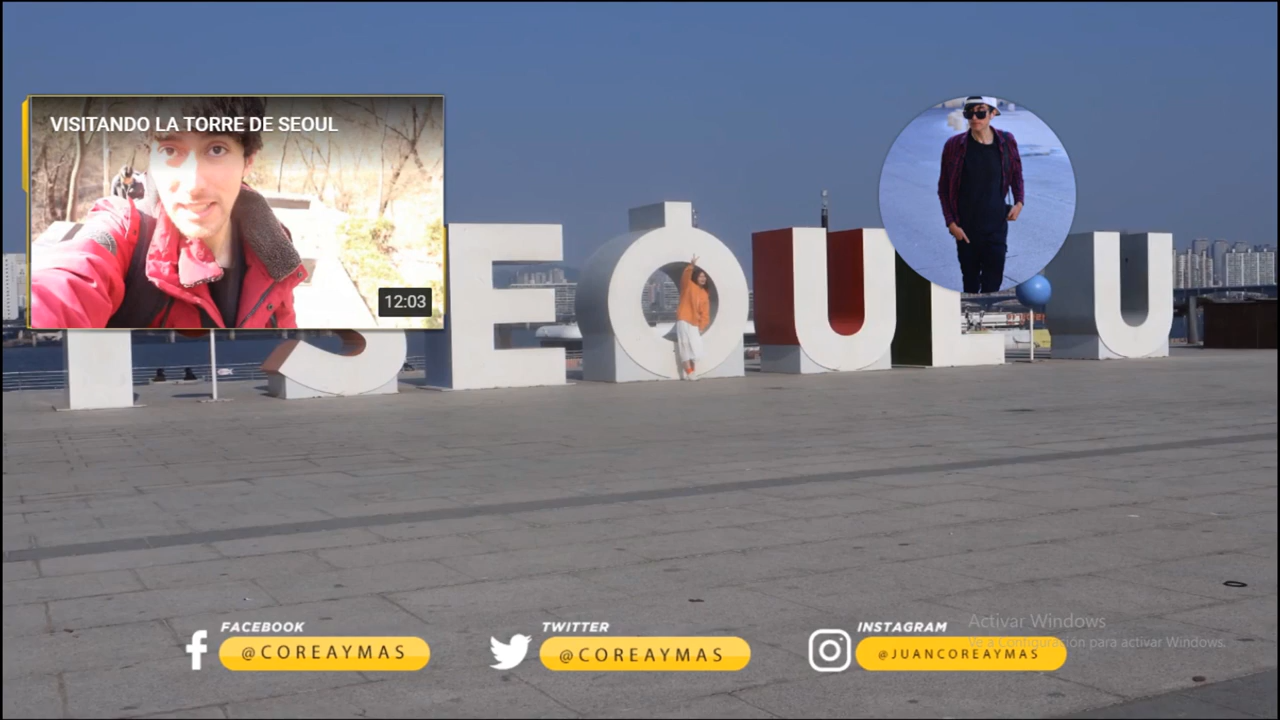 VISITANDO LA TORRE DE SEOUL
12:03
I SEOUL U
FACEBOOK
@COREAYMAS
TWITTER
@COREAYMAS
INSTAGRAM
@JUANCOREAYMAS
Activar Windows
Ve a Configuración para activar Windows.